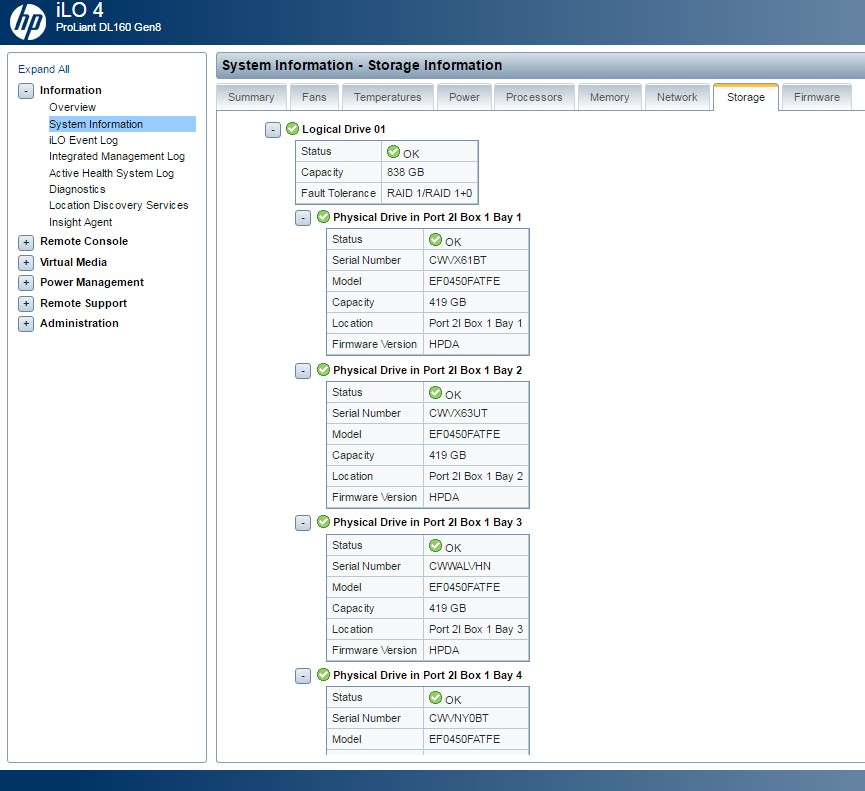 hp
iLO 4
ProLiant DL160 Gen8
Expand All
- Information
Overview
System Information
iLO Event Log
Integrated Management Log
Active Health System Log
Diagnostics
Location Discovery Services
Insight Agent
+ Remote Console
+ Virtual Media
+ Power Management
+ Remote Support
+ Administration
System Information - Storage Information
Summary Fans Temperatures Power Processors Memory Network Storage Firmware
- Logical Drive 01
Status OK
Capacity 838 GB
Fault Tolerance RAID 1/RAID 1+0
- Physical Drive in Port 2I Box 1 Bay 1
Status OK
Serial Number CWVX61BT
Model EF0450FATFE
Capacity 419 GB
Location Port 2I Box 1 Bay 1
Firmware Version HPDA
- Physical Drive in Port 2I Box 1 Bay 2
Status OK
Serial Number CWVX63UT
Model EF0450FATFE
Capacity 419 GB
Location Port 2I Box 1 Bay 2
Firmware Version HPDA
- Physical Drive in Port 2I Box 1 Bay 3
Status OK
Serial Number CWWALVHN
Model EF0450FATFE
Capacity 419 GB
Location Port 2I Box 1 Bay 3
Firmware Version HPDA
- Physical Drive in Port 2I Box 1 Bay 4
Status OK
Serial Number CWVNY0BT
Model EF0450FATFE